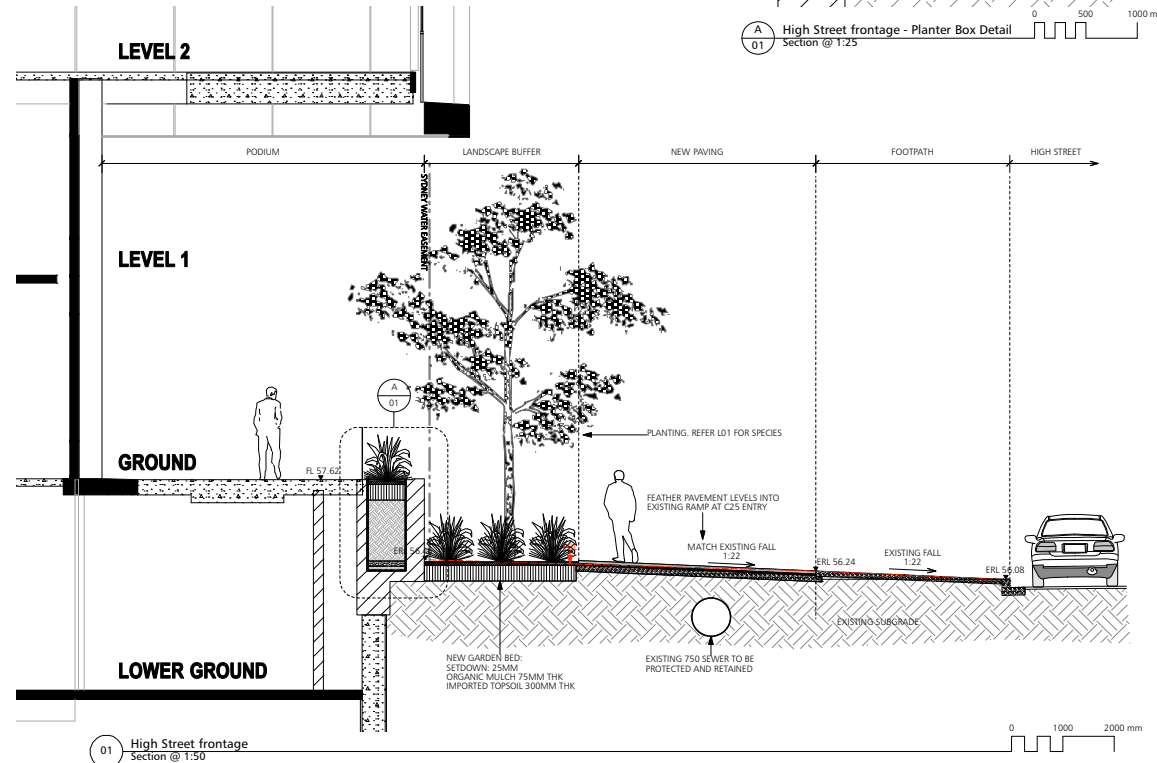 0 500 1000 m
A
01
High Street frontage - Planter Box Detail
Section @ 1:25
LEVEL 2
PODIUM
LANDSCAPE BUFFER
NEW PAVING
FOOTPATH
HIGH STREET
SYDNEY WATER EASEMENT
LEVEL 1
A
01
PLANTING. REFER L01 FOR SPECIES
GROUND
FL 57.62
FEATHER PAVEMENT LEVELS INTO
EXISTING RAMP AT C25 ENTRY
MATCH EXISTING FALL
1:22
EXISTING FALL
1:22
ERL 56.24
ERL 56.08
EXISTING SUBGRADE
NEW GARDEN BED:
SETDOWN: 25MM
ORGANIC MULCH 75MM THK
IMPORTED TOPSOIL 300MM THK
EXISTING 750 SEWER TO BE
PROTECTED AND RETAINED
LOWER GROUND
0 1000 2000 mm
01
High Street frontage
Section @ 1:50